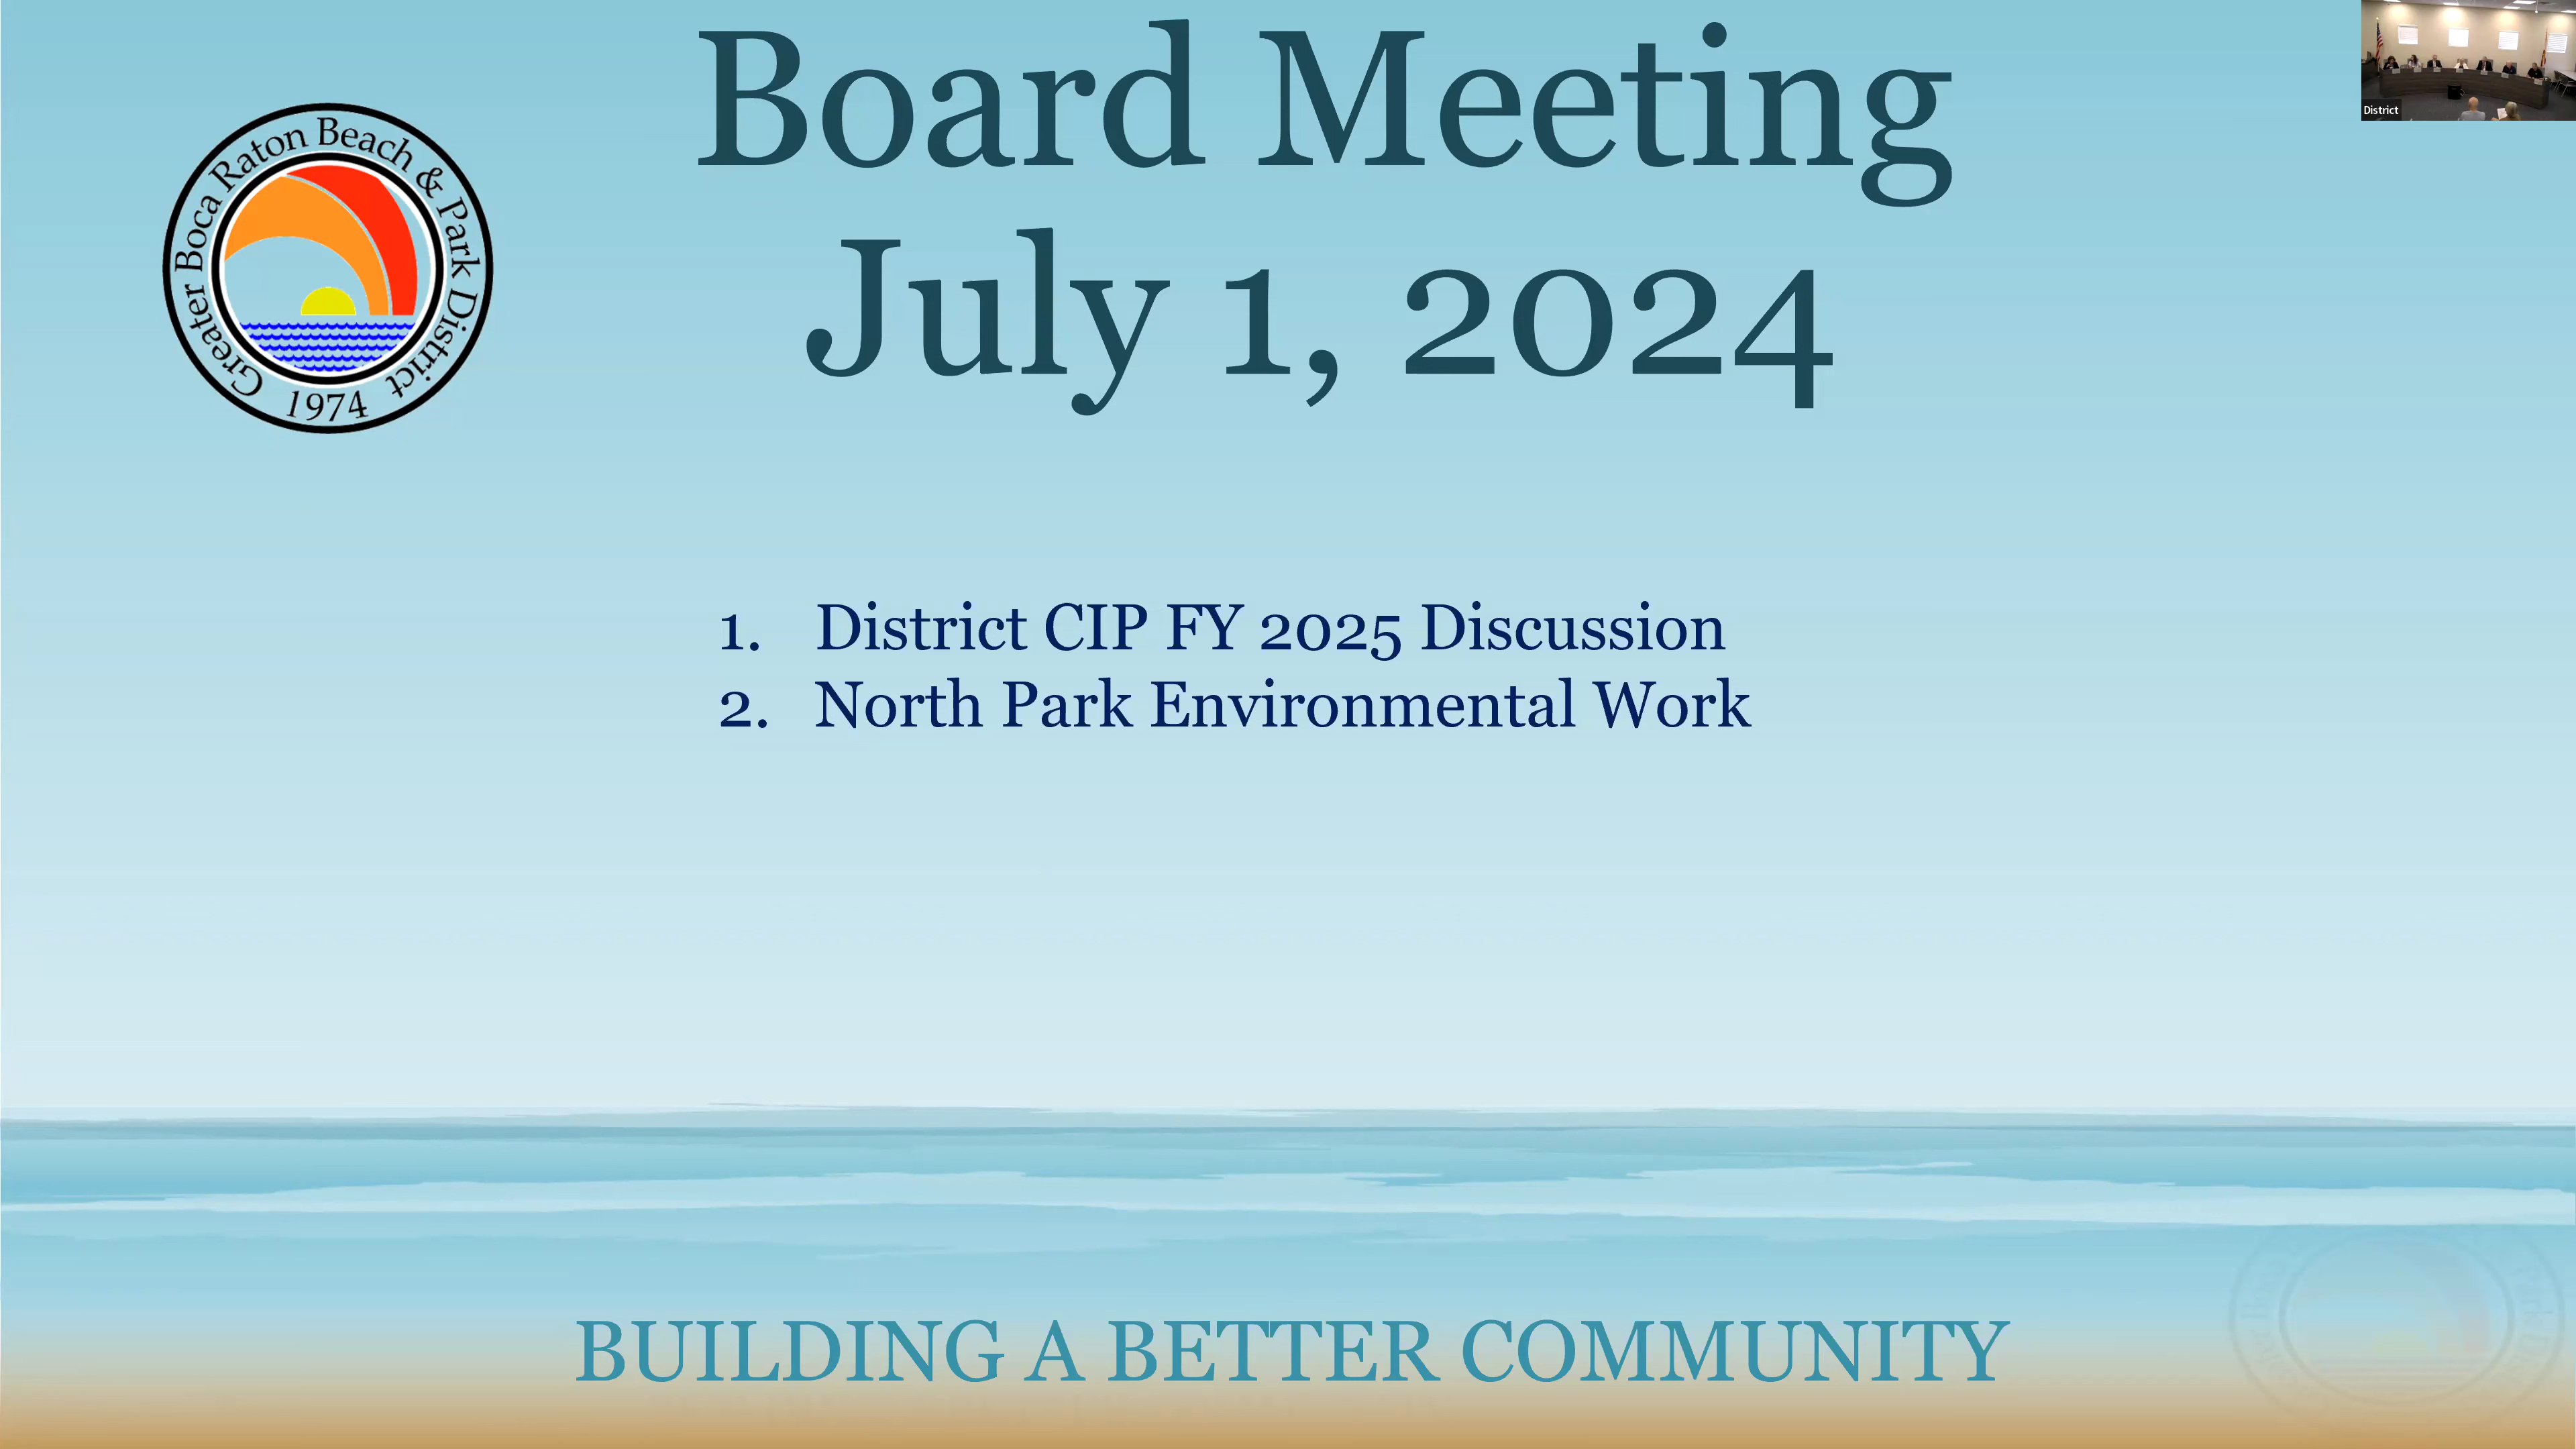 Board Meeting
July 1, 2024
Greater Boca Raton Beach & Park District
1974
1. District CIP FY 2025 Discussion
2. North Park Environmental Work
BUILDING A BETTER COMMUNITY
District